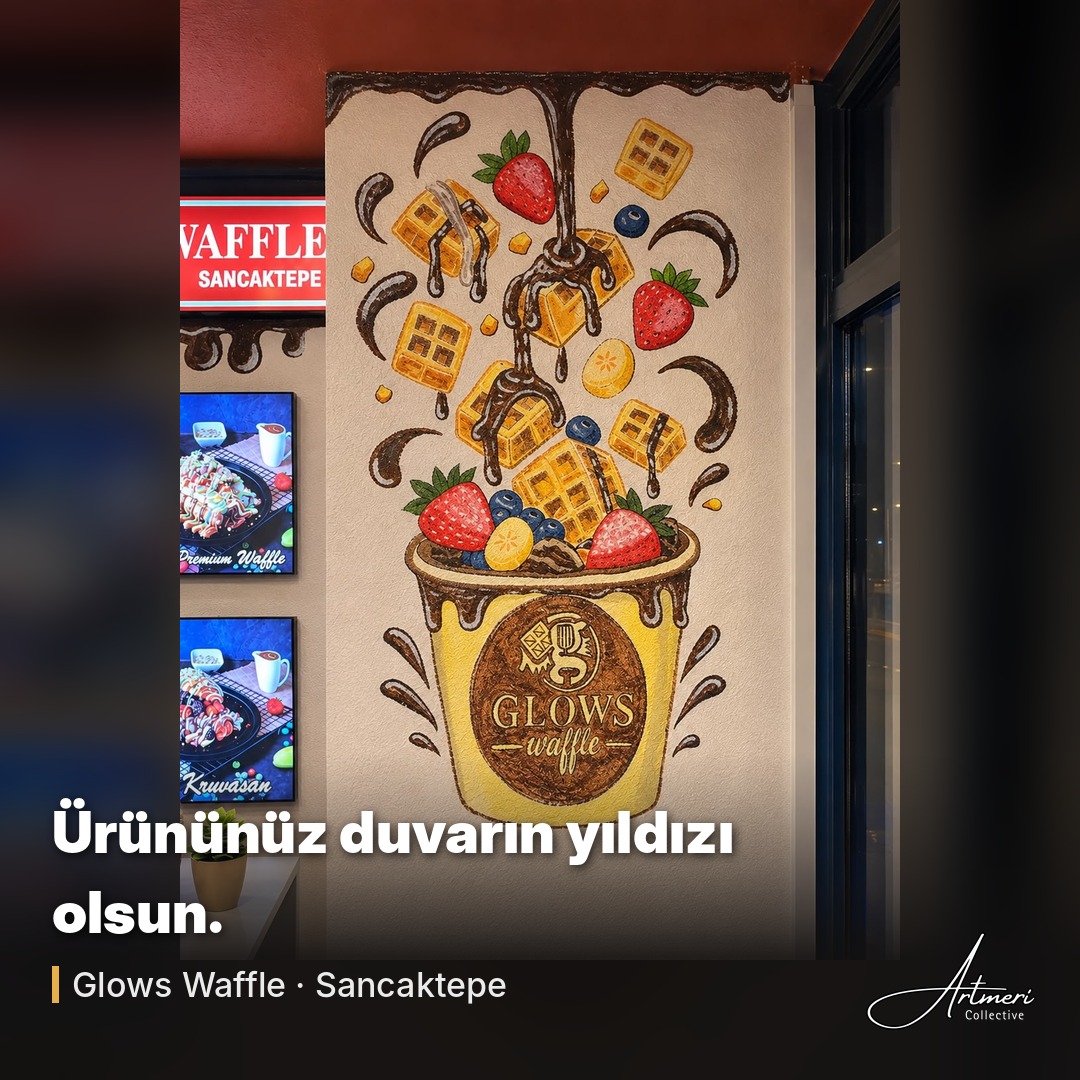 WAFFLE
SANCAKTEPE
Premium Waffle
Kruvasan
g
GLOWS
waffle
Ürününüz duvarın yıldızı
olsun.
Glows Waffle · Sancaktepe
Artmeri
Collective